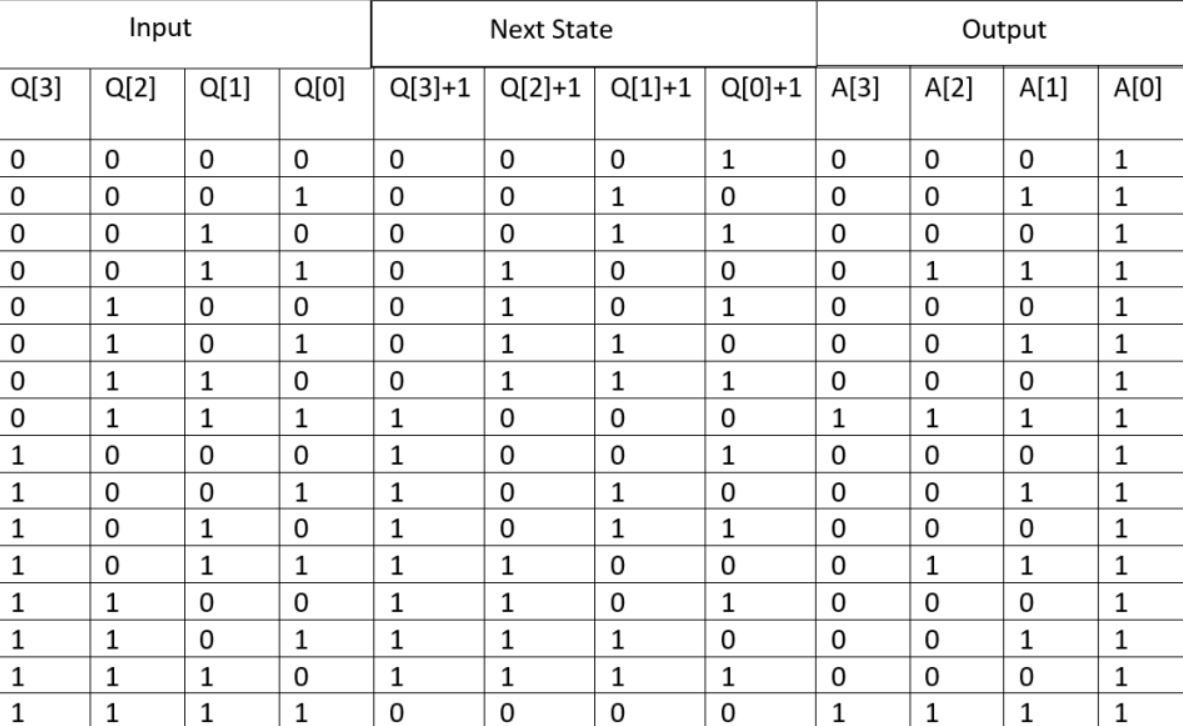 Input Next State Output
Q[3] Q[2] Q[1] Q[0] Q[3]+1 Q[2]+1 Q[1]+1 Q[0]+1 A[3] A[2] A[1] A[0]
0 0 0 0 0 0 0 1 0 0 0 1
0 0 0 1 0 0 1 0 0 0 1 1
0 0 1 0 0 0 1 1 0 0 0 1
0 0 1 1 0 1 0 0 0 1 1 1
0 1 0 0 0 1 0 1 0 0 0 1
0 1 0 1 0 1 1 0 0 0 1 1
0 1 1 0 0 1 1 1 0 0 0 1
0 1 1 1 1 0 0 0 1 1 1 1
1 0 0 0 1 0 0 1 0 0 0 1
1 0 0 1 1 0 1 0 0 0 1 1
1 0 1 0 1 0 1 1 0 0 0 1
1 0 1 1 1 1 0 0 0 1 1 1
1 1 0 0 1 1 0 1 0 0 0 1
1 1 0 1 1 1 1 0 0 0 1 1
1 1 1 0 1 1 1 1 0 0 0 1
1 1 1 1 0 0 0 0 1 1 1 1